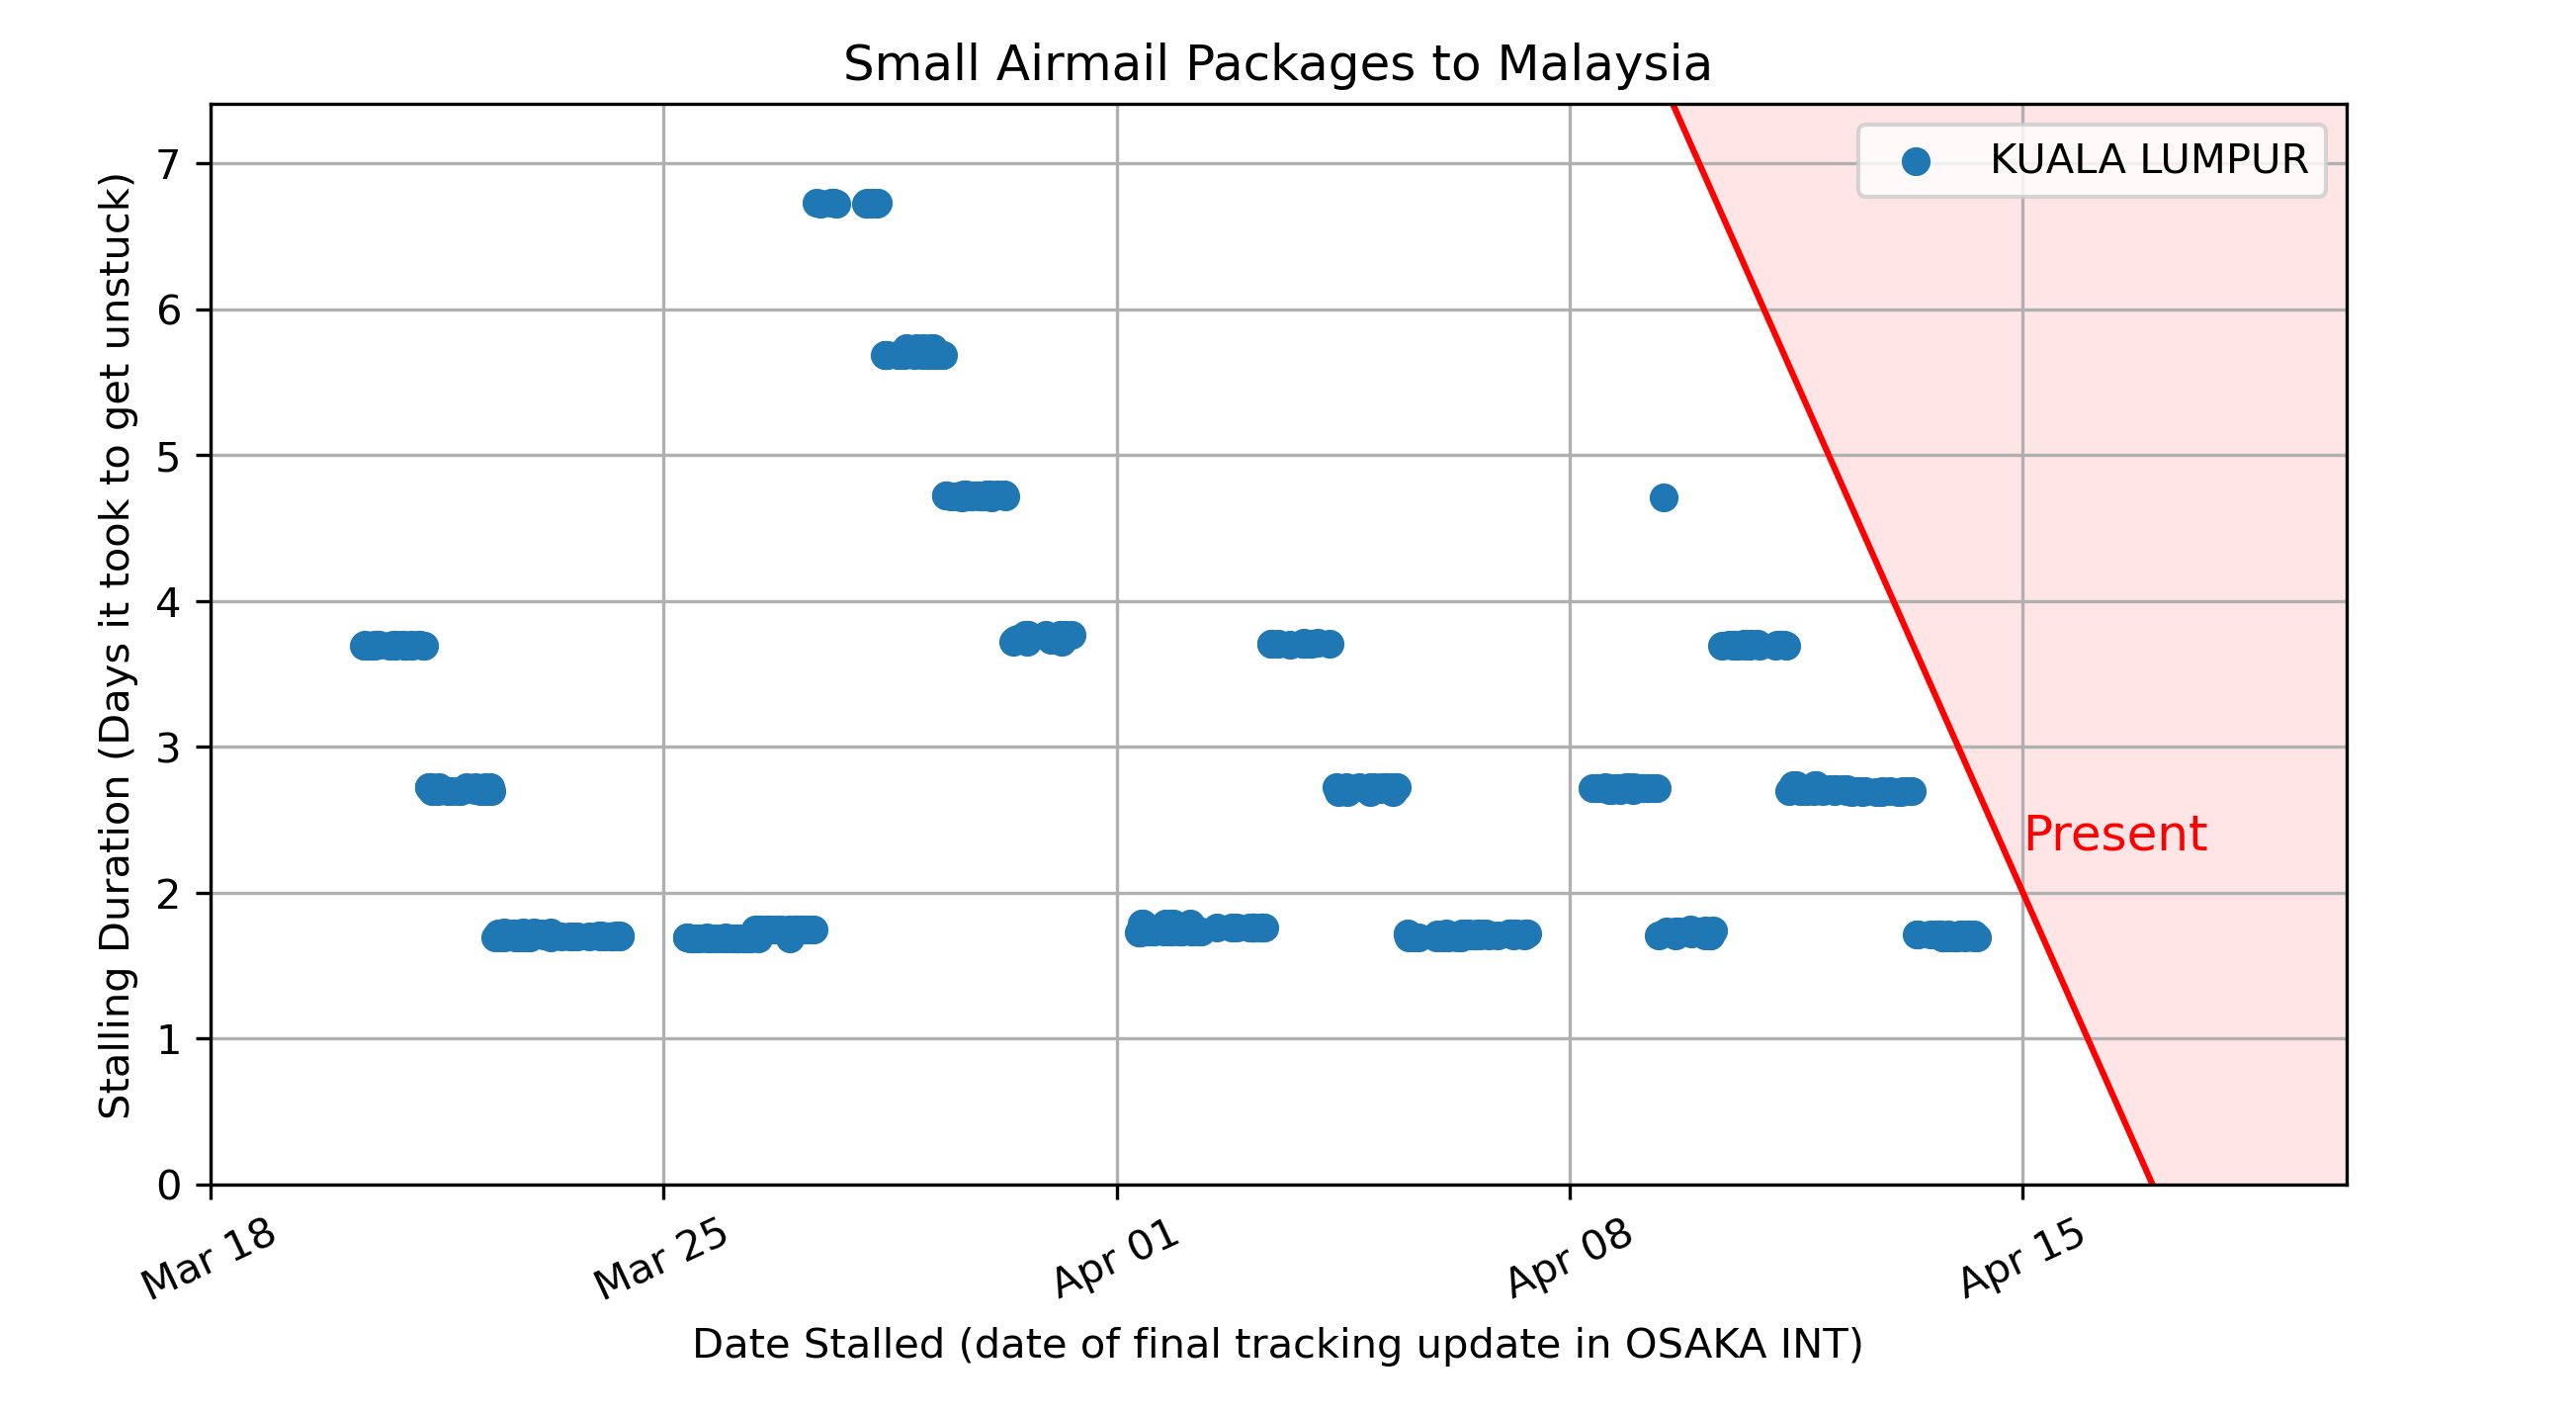 Small Airmail Packages to Malaysia
Stalling Duration (Days it took to get unstuck)
7
6
5
4
3
2
1
0
KUALA LUMPUR
Present
Mar 18
Mar 25
Apr 01
Apr 08
Apr 15
Date Stalled (date of final tracking update in OSAKA INT)